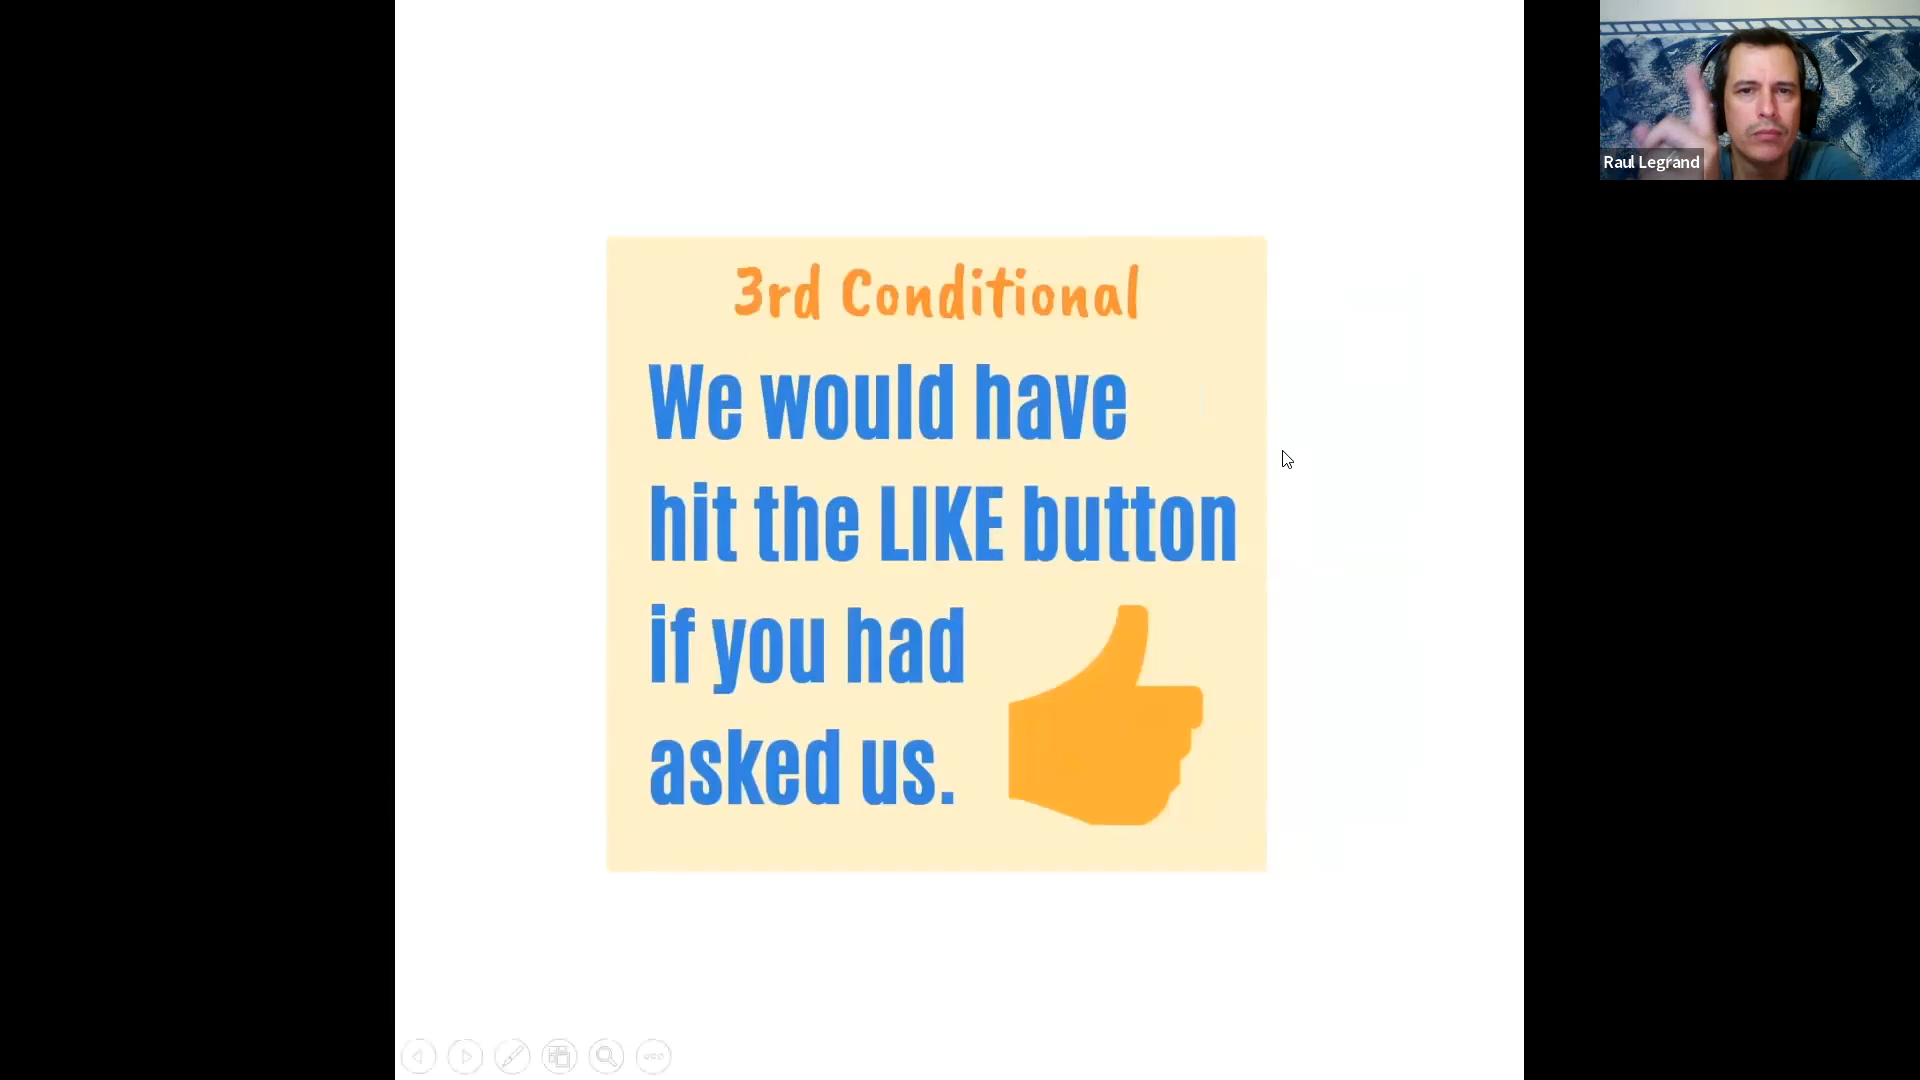 3rd Conditional
We would have
hit the LIKE button
if you had
asked us.
Raul Legrand